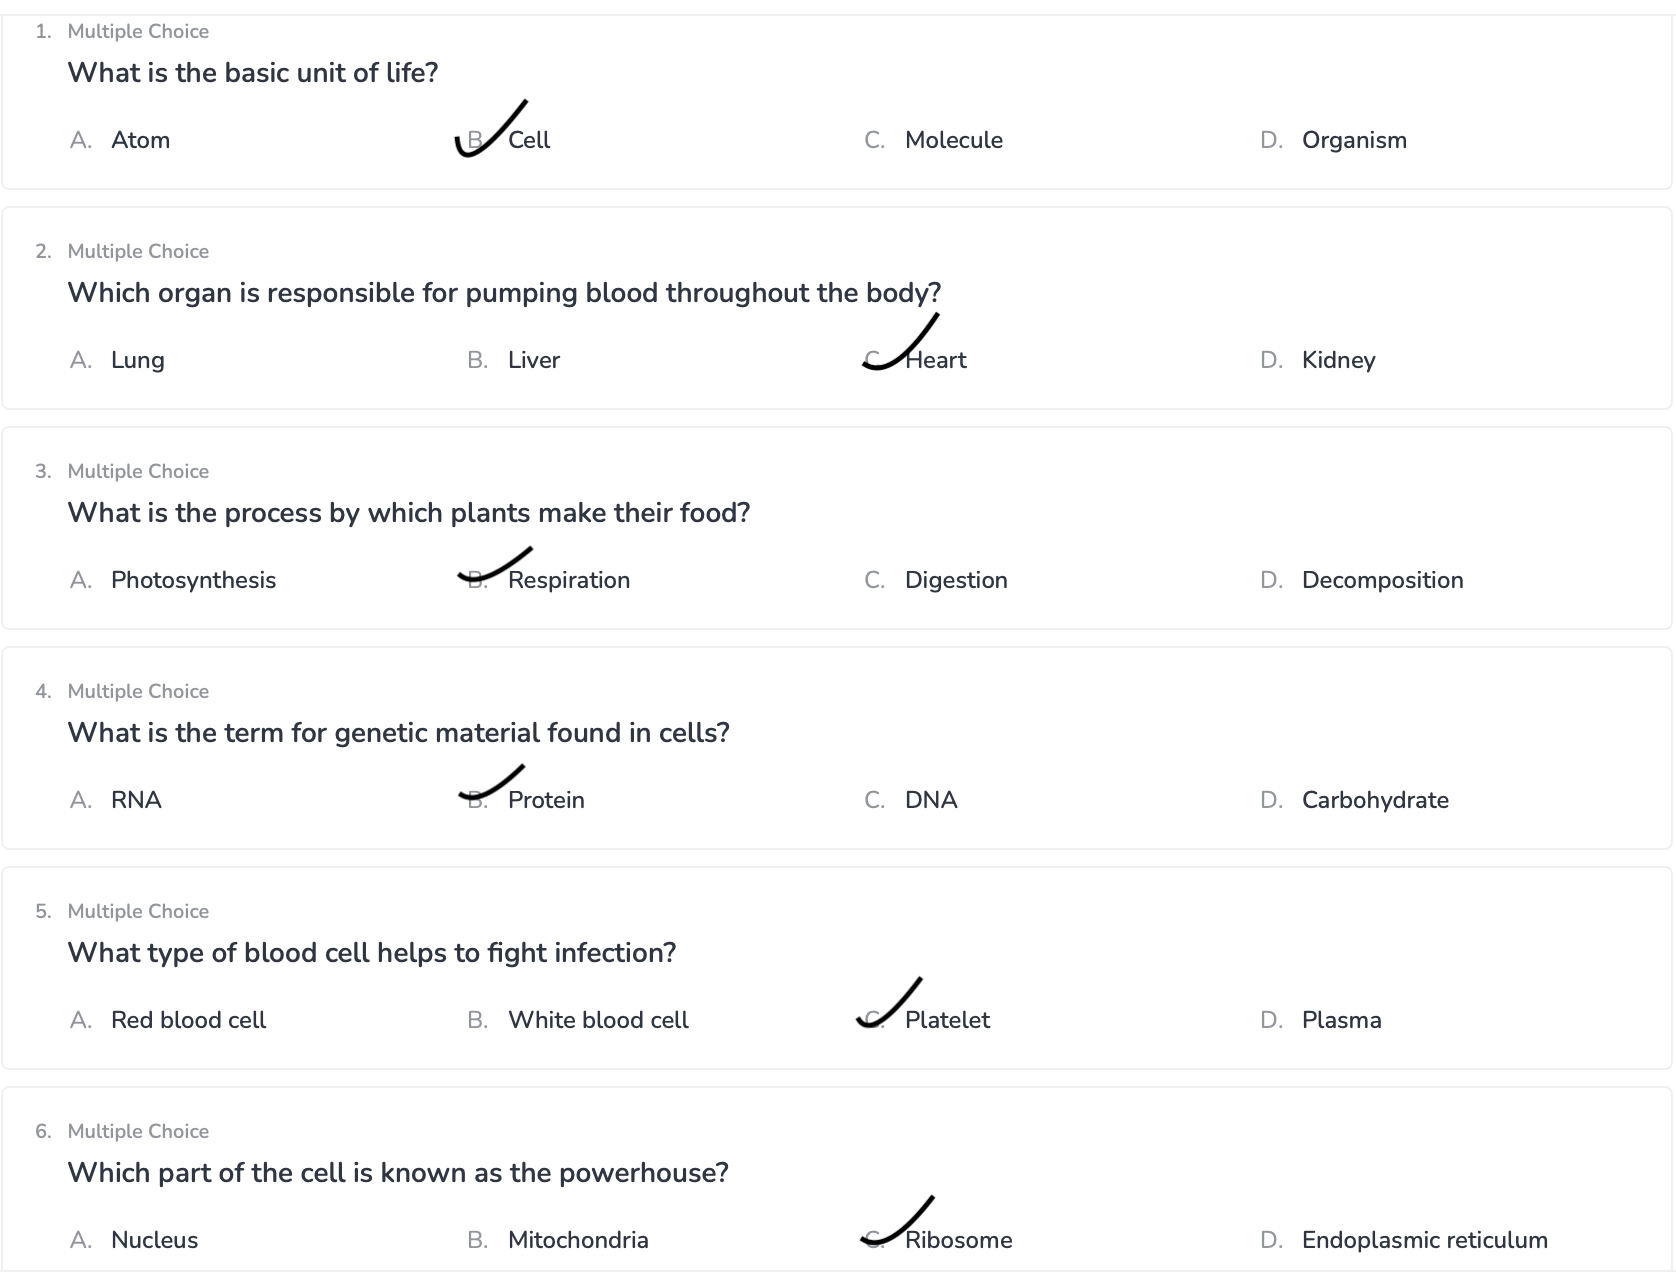 1. Multiple Choice
What is the basic unit of life?
A. Atom B. Cell C. Molecule D. Organism
2. Multiple Choice
Which organ is responsible for pumping blood throughout the body?
A. Lung B. Liver C. Heart D. Kidney
3. Multiple Choice
What is the process by which plants make their food?
A. Photosynthesis B. Respiration C. Digestion D. Decomposition
4. Multiple Choice
What is the term for genetic material found in cells?
A. RNA B. Protein C. DNA D. Carbohydrate
5. Multiple Choice
What type of blood cell helps to fight infection?
A. Red blood cell B. White blood cell C. Platelet D. Plasma
6. Multiple Choice
Which part of the cell is known as the powerhouse?
A. Nucleus B. Mitochondria C. Ribosome D. Endoplasmic reticulum